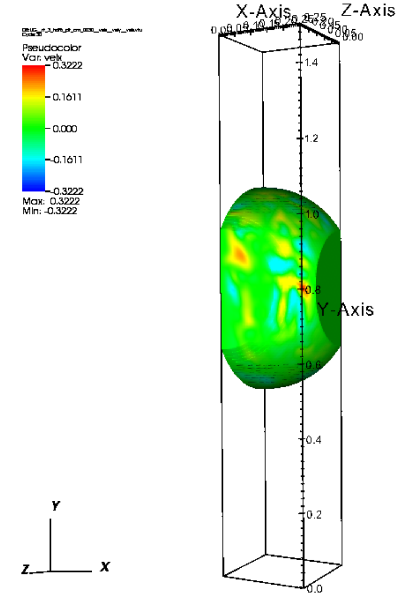 X-Axis
Z-Axis
Pseudocolor
Var: velx
0.3222
0.1611
0.000
-0.1611
-0.3222
Max: 0.3222
Min: -0.3222
1.4
1.2
1.0
0.8
Y-Axis
0.6
0.4
0.2
0.0
Y
Z
X